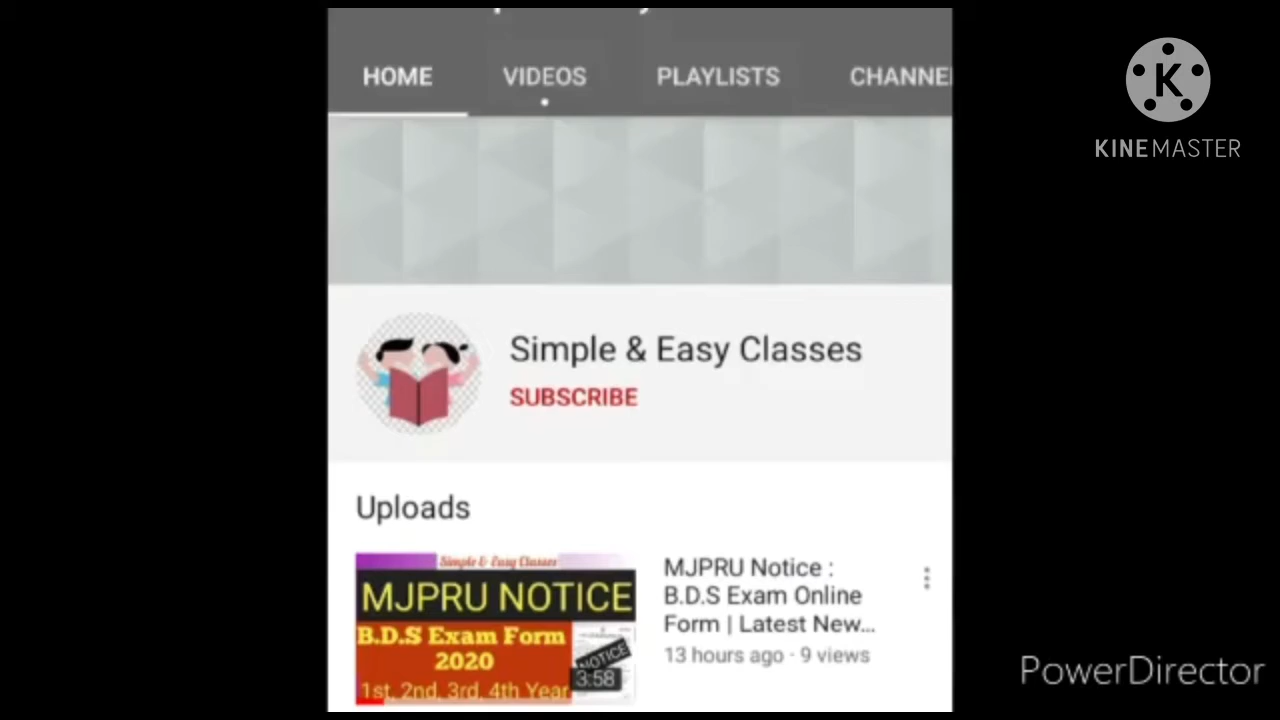 HOME VIDEOS PLAYLISTS CHANNE
K
KINEMASTER
Simple & Easy Classes
SUBSCRIBE
Uploads
Simple & Easy Classes
MJPRU NOTICE
B.D.S Exam Form
2020
1st, 2nd, 3rd, 4th Year
NOTICE
3:58
MJPRU Notice :
B.D.S Exam Online
Form | Latest New...
13 hours ago · 9 views
PowerDirector